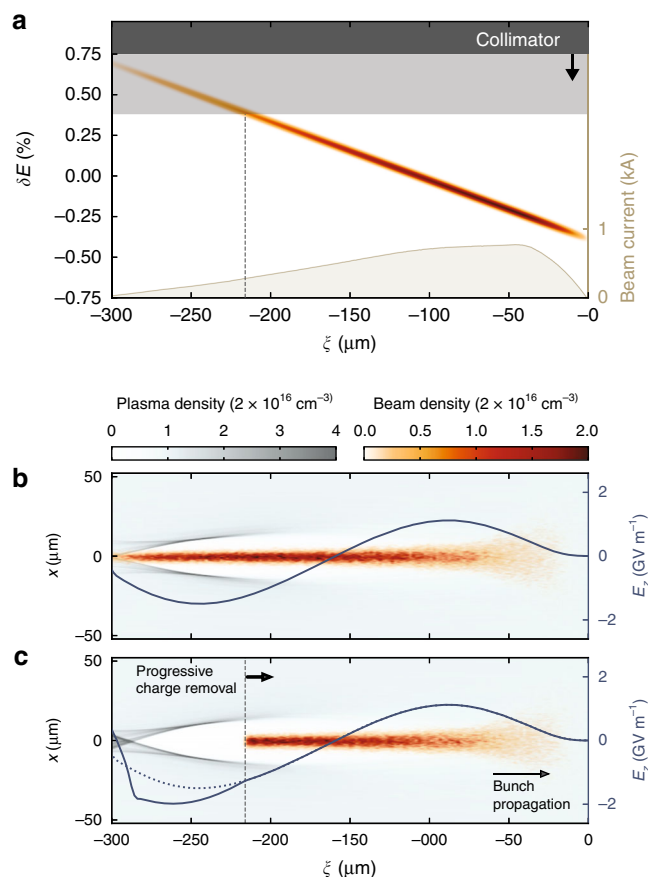 a
Collimator
0.75
0.50
0.25
0.00
−0.25
−0.50
−0.75
δE (%)
1
0
Beam current (kA)
−300 −250 −200 −150 −100 −50 −0
ξ (μm)
Plasma density (2 × 10¹⁶ cm⁻³)
0 1 2 3 4
Beam density (2 × 10¹⁶ cm⁻³)
0.0 0.5 1.0 1.5 2.0
b
50
0
−50
x (μm)
2
0
−2
E_z (GV m⁻¹)
c
Progressive
charge removal
50
0
−50
x (μm)
2
0
−2
E_z (GV m⁻¹)
Bunch
propagation
−300 −250 −200 −150 −100 −050 0
ξ (μm)